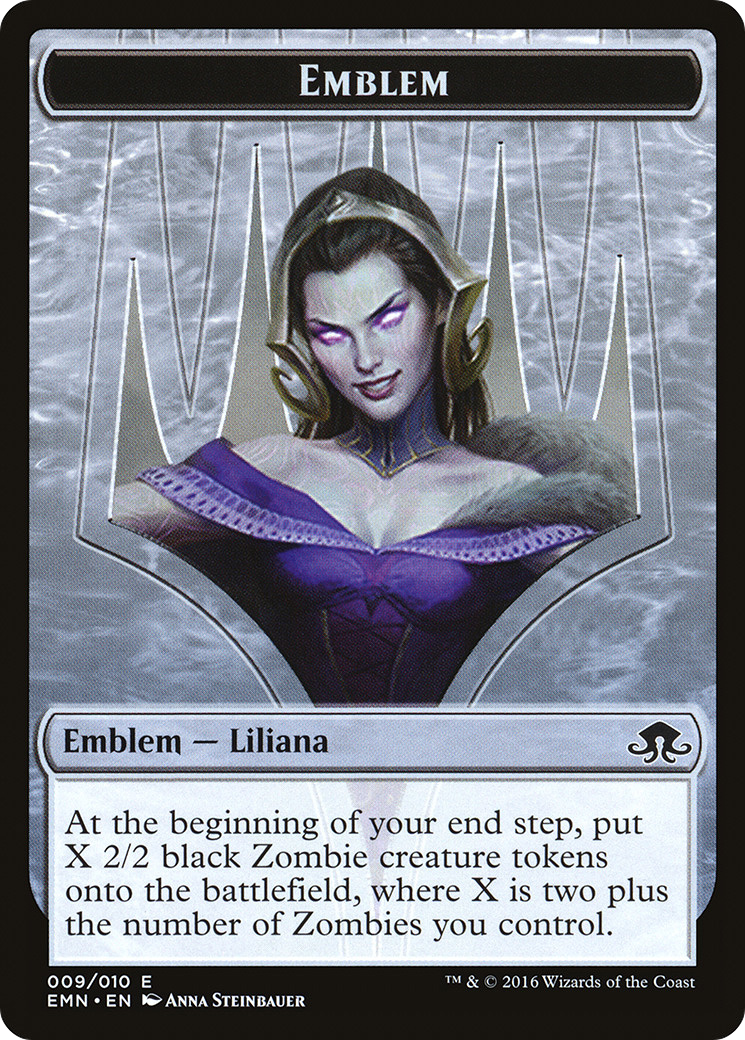 Emblem
Emblem — Liliana
At the beginning of your end step, put
X 2/2 black Zombie creature tokens
onto the battlefield, where X is two plus
the number of Zombies you control.
009/010 E
™ & © 2016 Wizards of the Coast
EMN • EN Anna Steinbauer